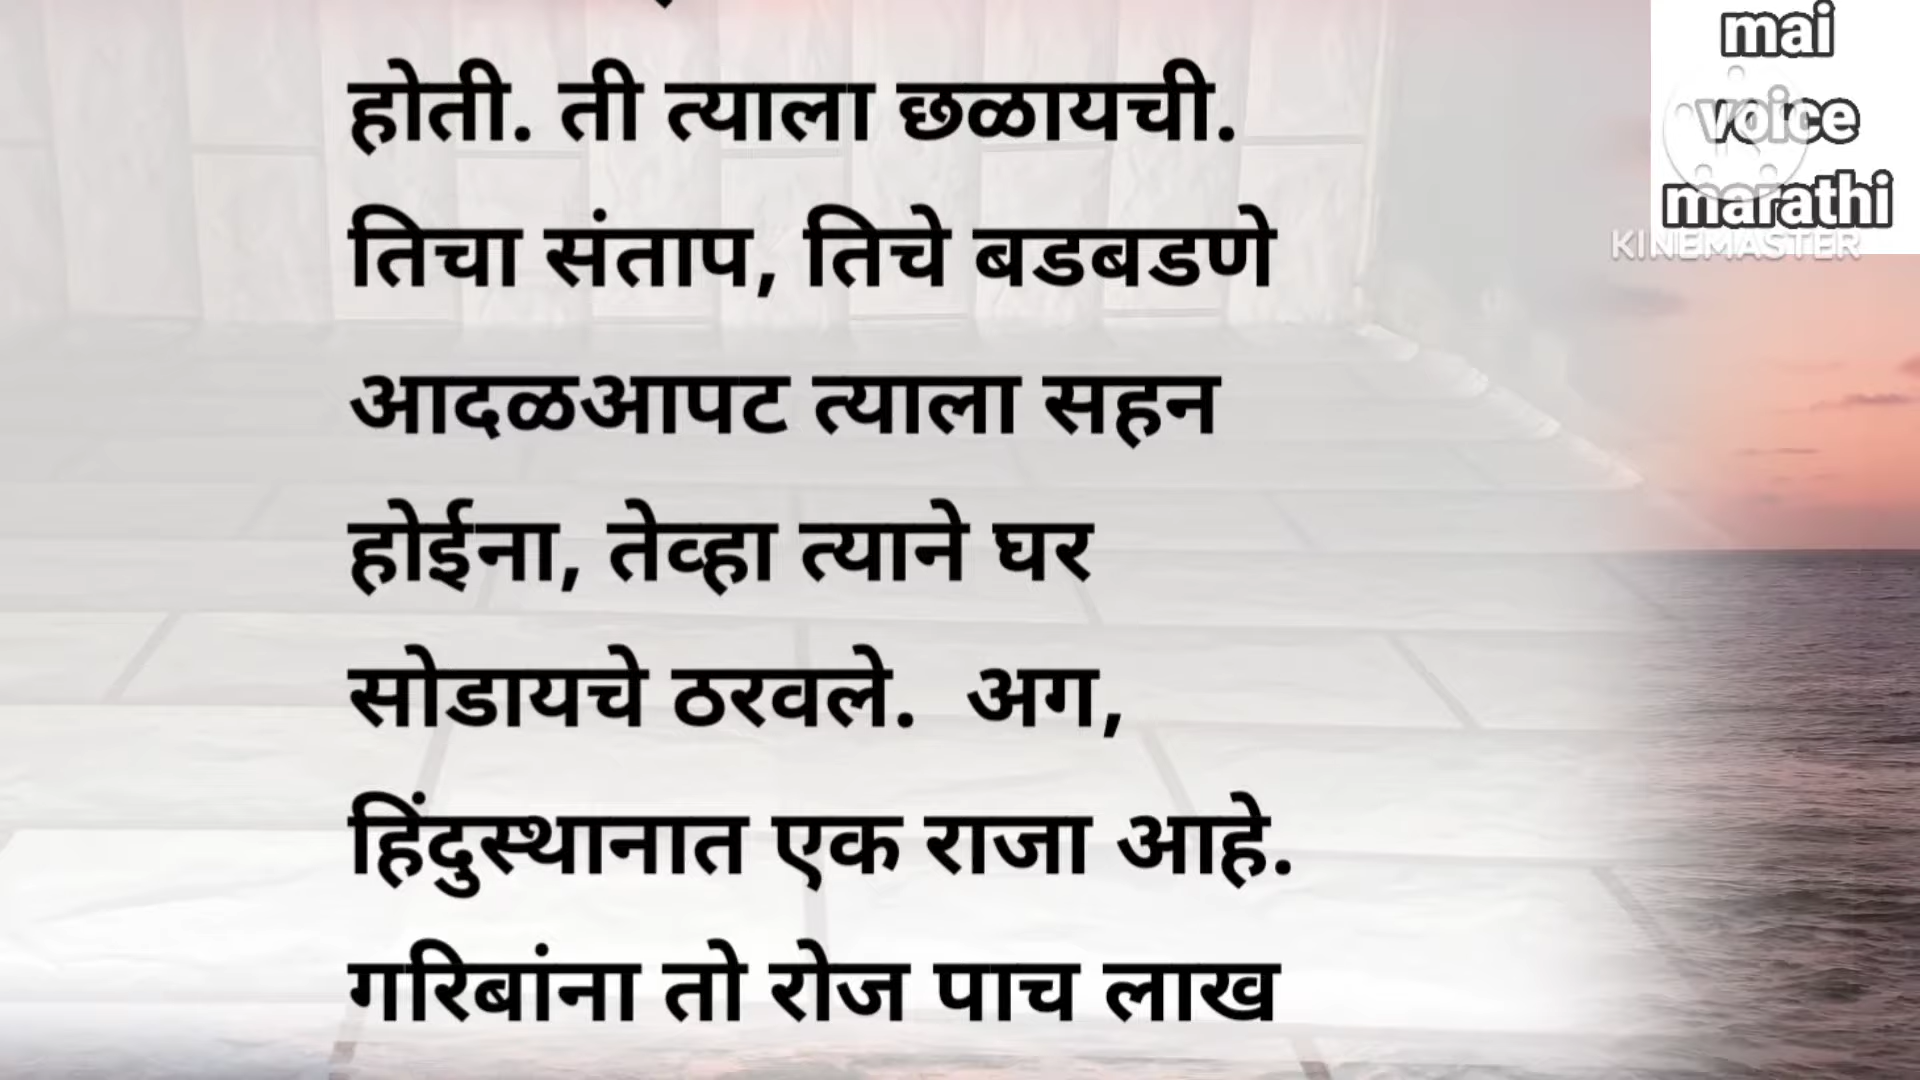 होती. ती त्याला छळायची.
तिचा संताप, तिचे बडबडणे
आदळआपट त्याला सहन
होईना, तेव्हा त्याने घर
सोडायचे ठरवले. अग,
हिंदुस्थानात एक राजा आहे.
गरिबांना तो रोज पाच लाख
mai
voice
marathi
KINEMASTER